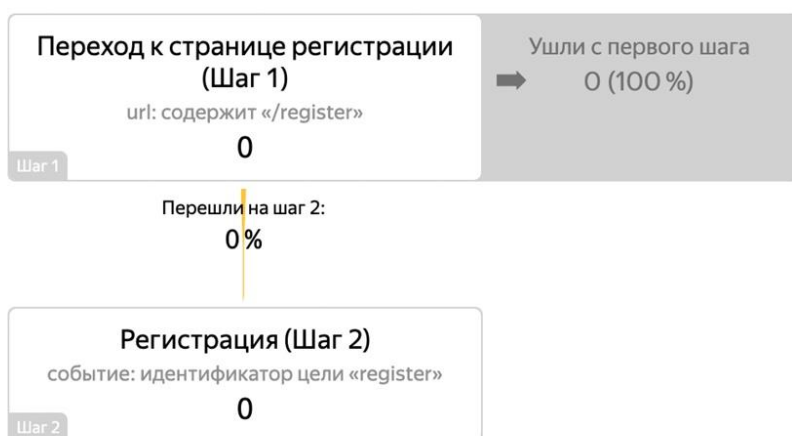 Переход к странице регистрации
(Шаг 1)
url: содержит «/register»
0
Шаг 1
Ушли с первого шага
0 (100 %)
Перешли на шаг 2:
0 %
Регистрация (Шаг 2)
событие: идентификатор цели «register»
0
Шаг 2